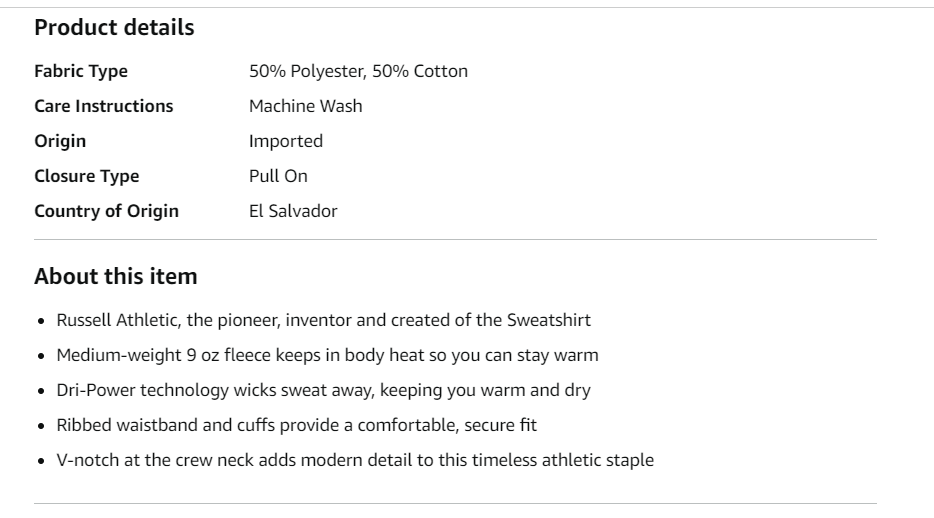 Product details
Fabric Type 50% Polyester, 50% Cotton
Care Instructions Machine Wash
Origin Imported
Closure Type Pull On
Country of Origin El Salvador
About this item
• Russell Athletic, the pioneer, inventor and created of the Sweatshirt
• Medium-weight 9 oz fleece keeps in body heat so you can stay warm
• Dri-Power technology wicks sweat away, keeping you warm and dry
• Ribbed waistband and cuffs provide a comfortable, secure fit
• V-notch at the crew neck adds modern detail to this timeless athletic staple